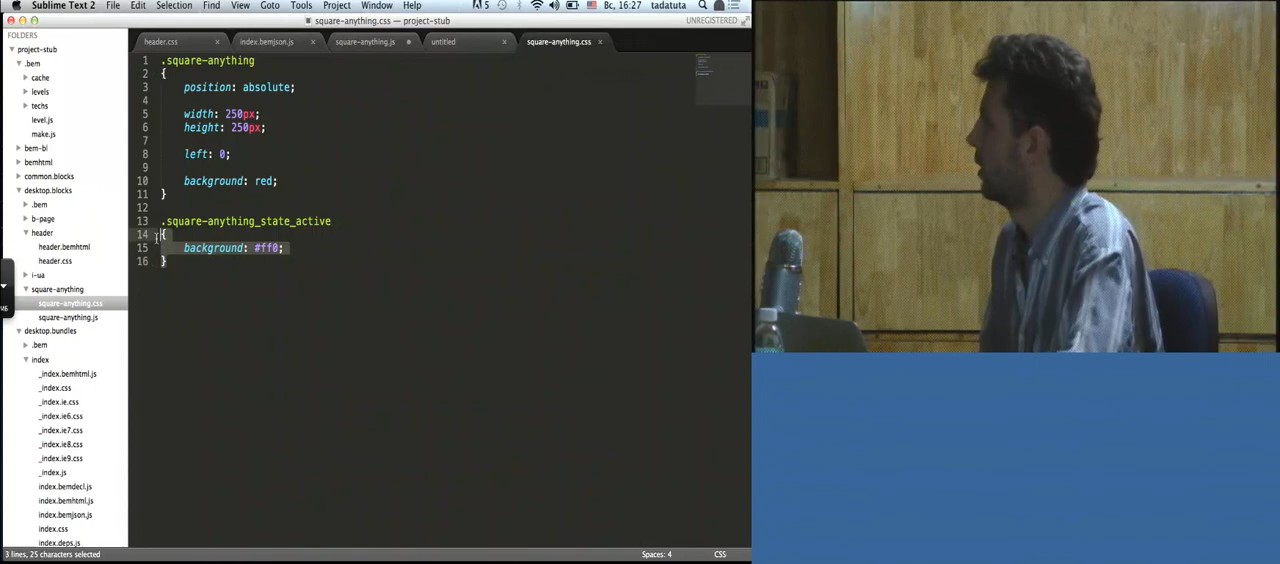 Sublime Text 2 File Edit Selection Find View Goto Tools Project Window Help 5 Вс, 16:27 tadatuta
square-anything.css — project-stub UNREGISTERED
FOLDERS
header.css × index.bemjson.js × square-anything.js untitled × square-anything.css ×
project-stub
.bem
cache
levels
techs
level.js
make.js
bem-bl
bemhtml
common.blocks
desktop.blocks
.bem
b-page
header
header.bemhtml
header.css
i-ua
square-anything
square-anything.css
square-anything.js
desktop.bundles
.bem
index
_index.bemhtml.js
_index.css
_index.ie.css
_index.ie6.css
_index.ie7.css
_index.ie8.css
_index.ie9.css
_index.js
index.bemdecl.js
index.bemhtml.js
index.bemjson.js
index.css
index.deps.js
1 .square-anything
2 {
3 position: absolute;
4
5 width: 250px;
6 height: 250px;
7
8 left: 0;
9
10 background: red;
11 }
12
13 .square-anything_state_active
14 {
15 background: #ff0;
16 }
3 lines, 25 characters selected Spaces: 4 CSS